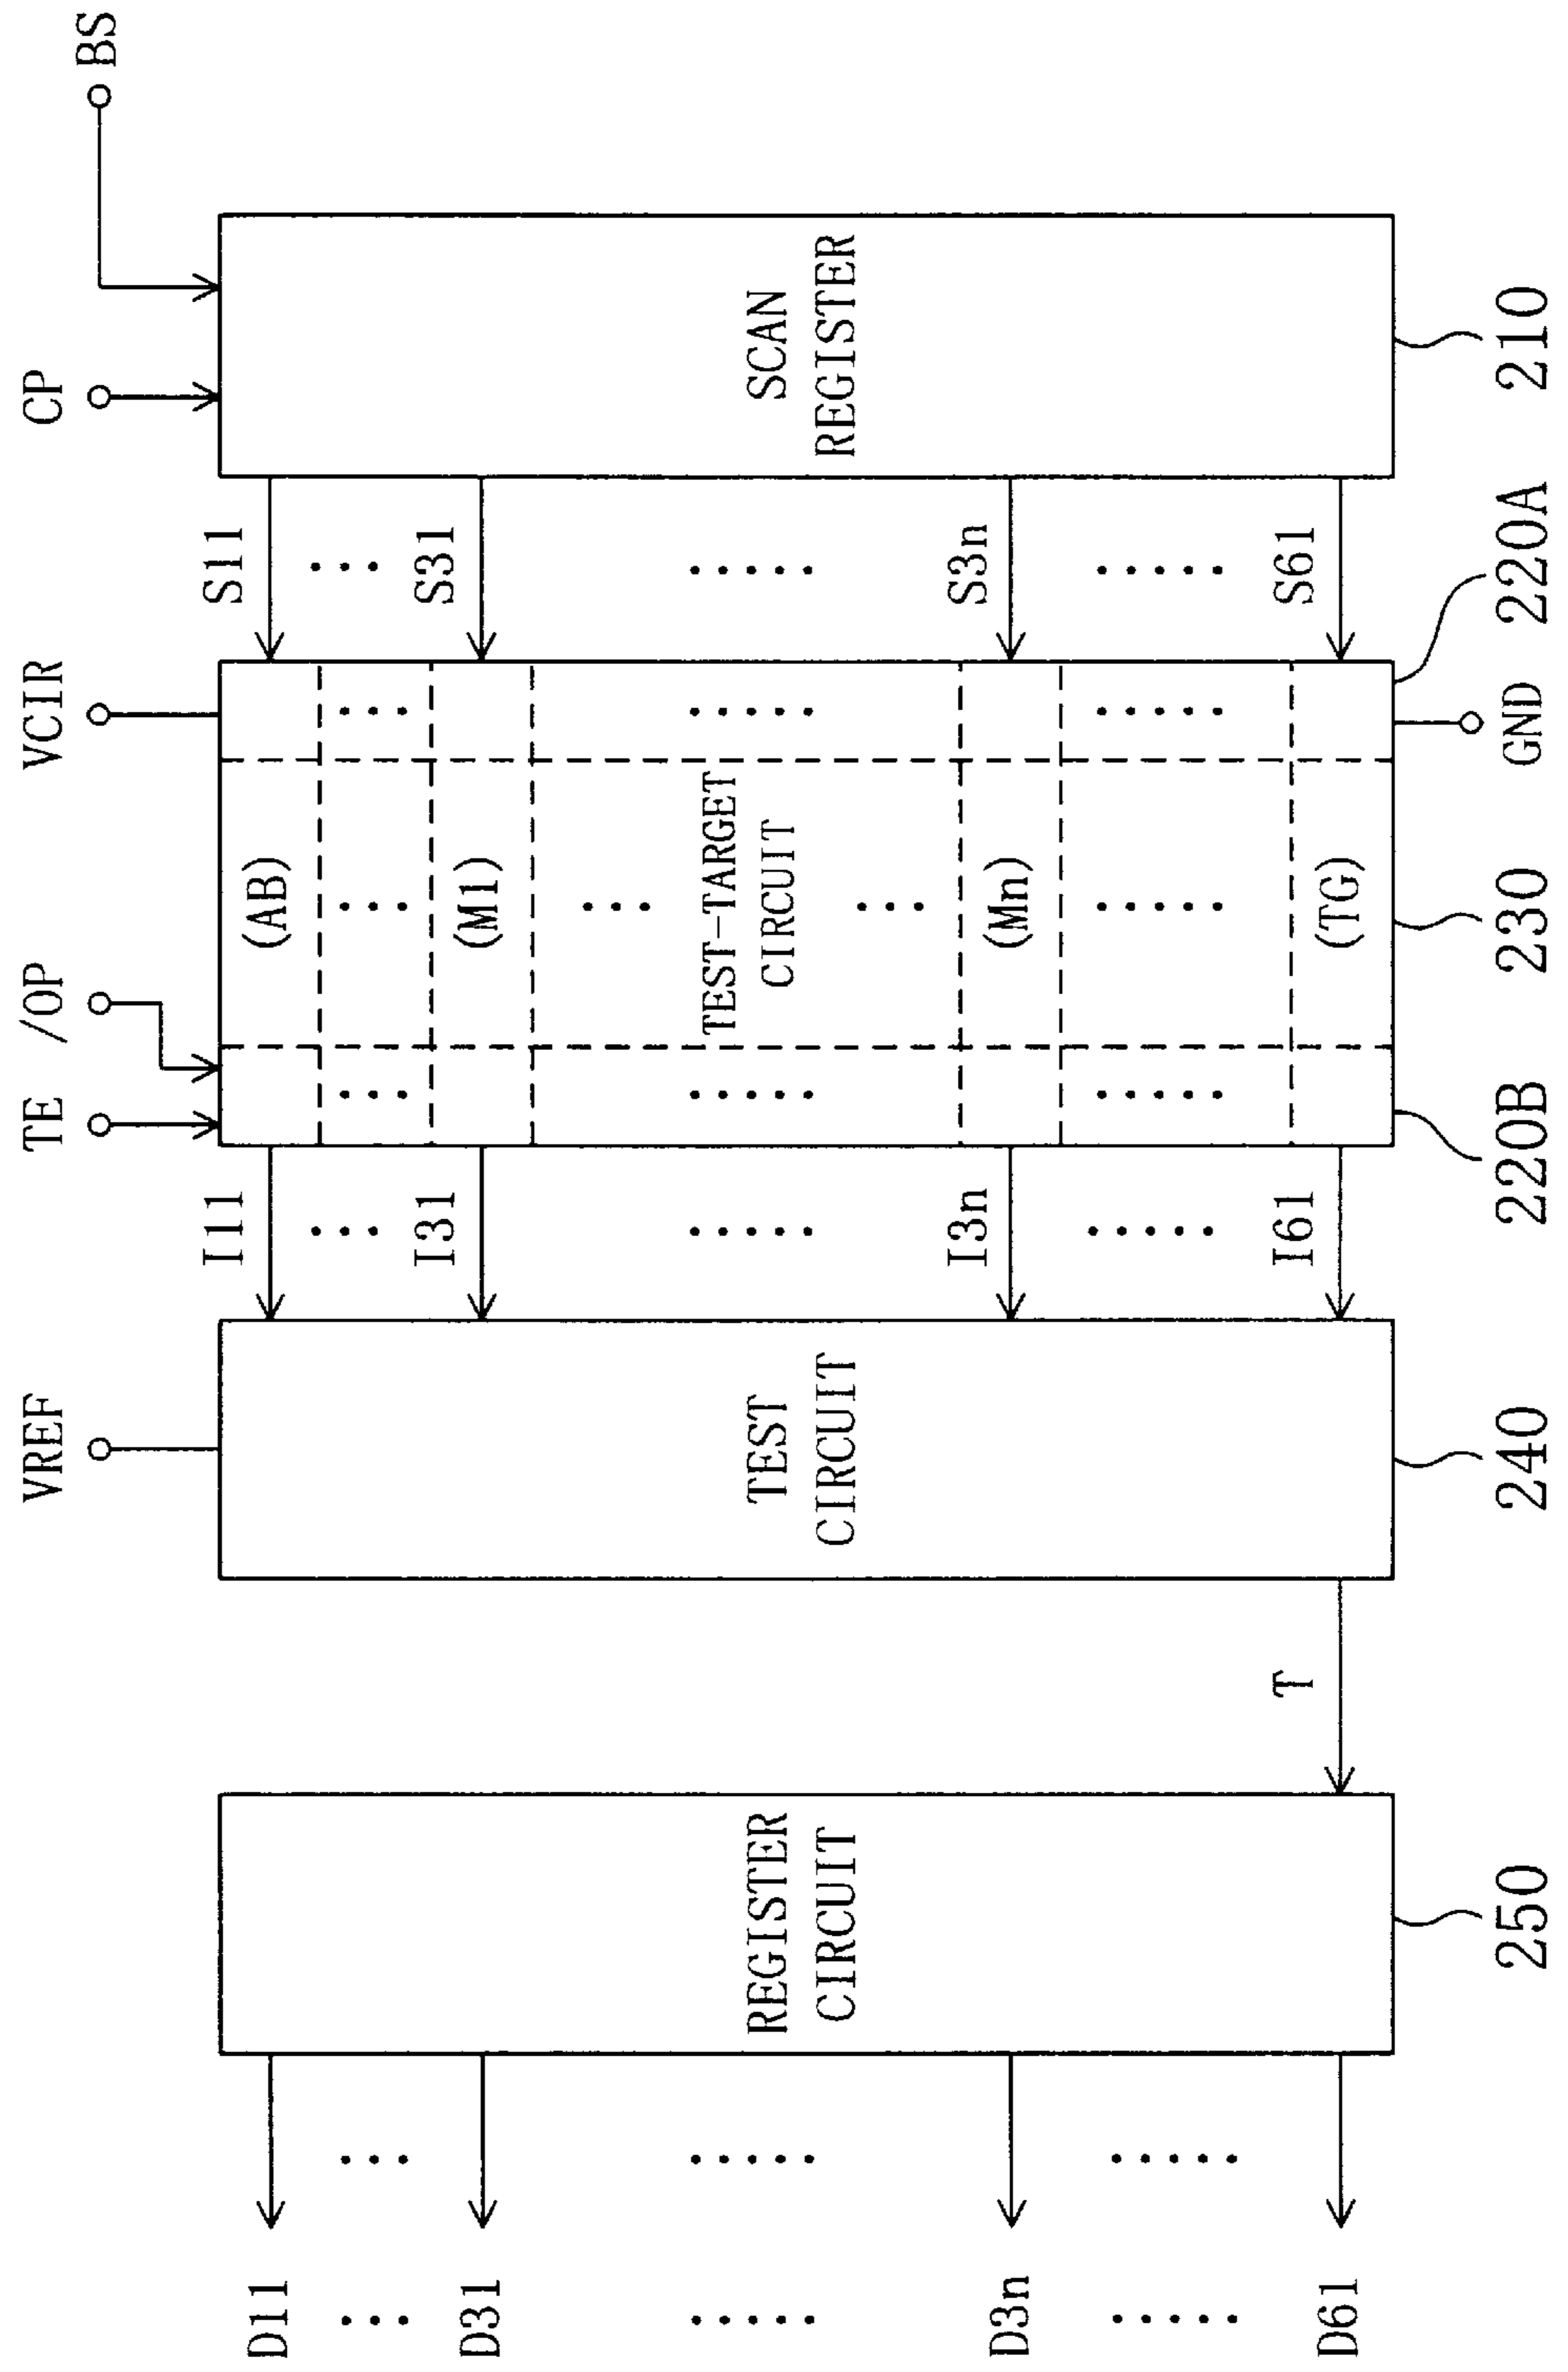 BS
CP
VCIR
/OP
TE
VREF
SCAN
REGISTER
210
S11
S31
S3n
S61
220A
GND
(AB)
(M1)
TEST-TARGET
CIRCUIT
(Mn)
(TG)
230
220B
I11
I31
I3n
I61
TEST
CIRCUIT
240
T
REGISTER
CIRCUIT
250
D11
D31
D3n
D61